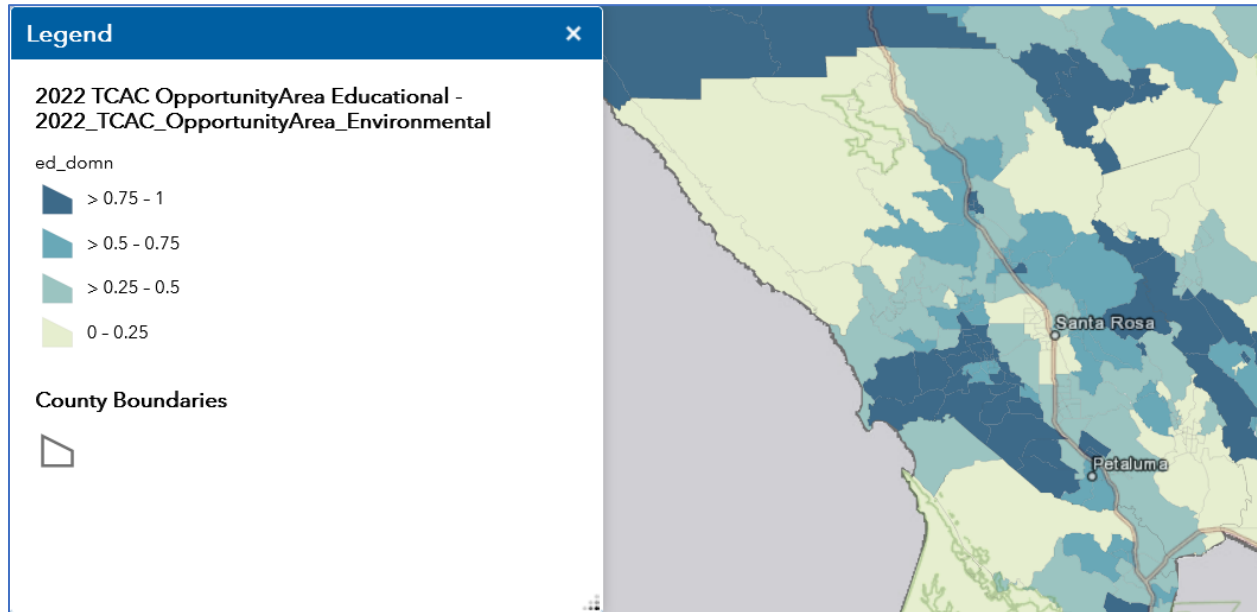 Legend
2022 TCAC OpportunityArea Educational -
2022_TCAC_OpportunityArea_Environmental
ed_domn
> 0.75 - 1
> 0.5 - 0.75
> 0.25 - 0.5
0 - 0.25
County Boundaries
Santa Rosa
Petaluma